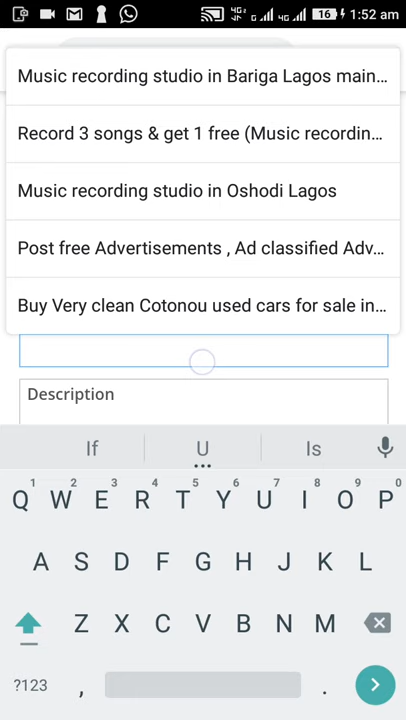 16 1:52 am
Music recording studio in Bariga Lagos main...
Record 3 songs & get 1 free (Music recordin...
Music recording studio in Oshodi Lagos
Post free Advertisements , Ad classified Adv...
Buy Very clean Cotonou used cars for sale in...
Description
If U Is
1 2 3 4 5 6 7 8 9 0
Q W E R T Y U I O P
A S D F G H J K L
Z X C V B N M
?123 , .